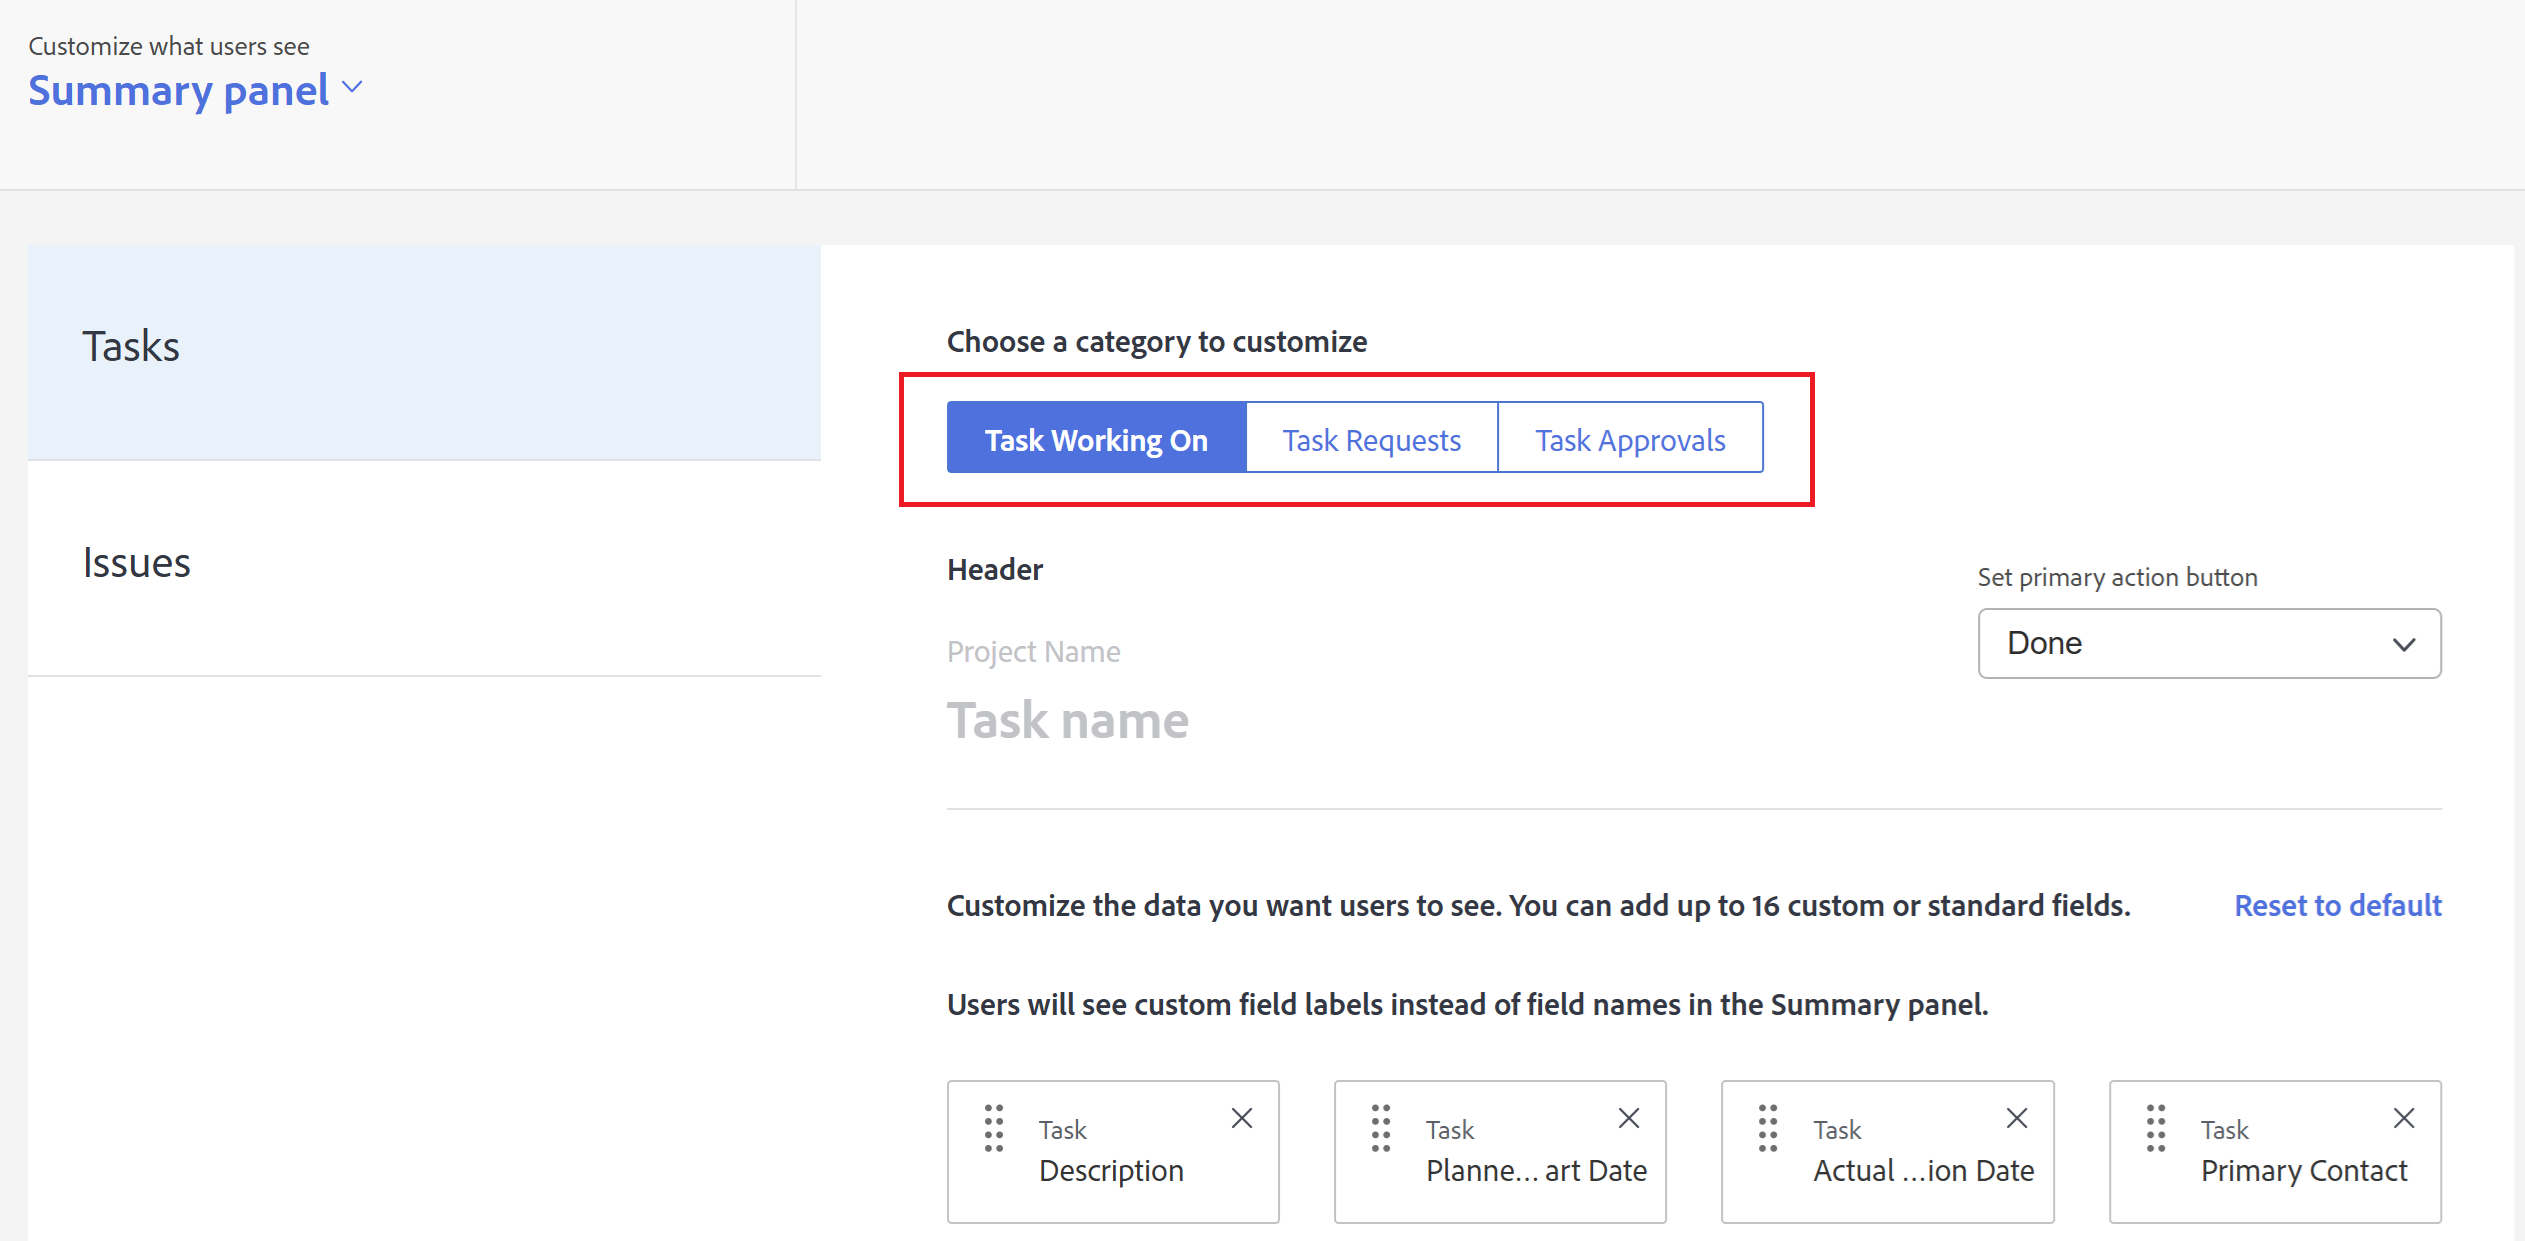 Customize what users see
Summary panel
Tasks
Issues
Choose a category to customize
Task Working On
Task Requests
Task Approvals
Header
Set primary action button
Done
Project Name
Task name
Customize the data you want users to see. You can add up to 16 custom or standard fields.
Reset to default
Users will see custom field labels instead of field names in the Summary panel.
Task
Description
Task
Planne... art Date
Task
Actual ...ion Date
Task
Primary Contact